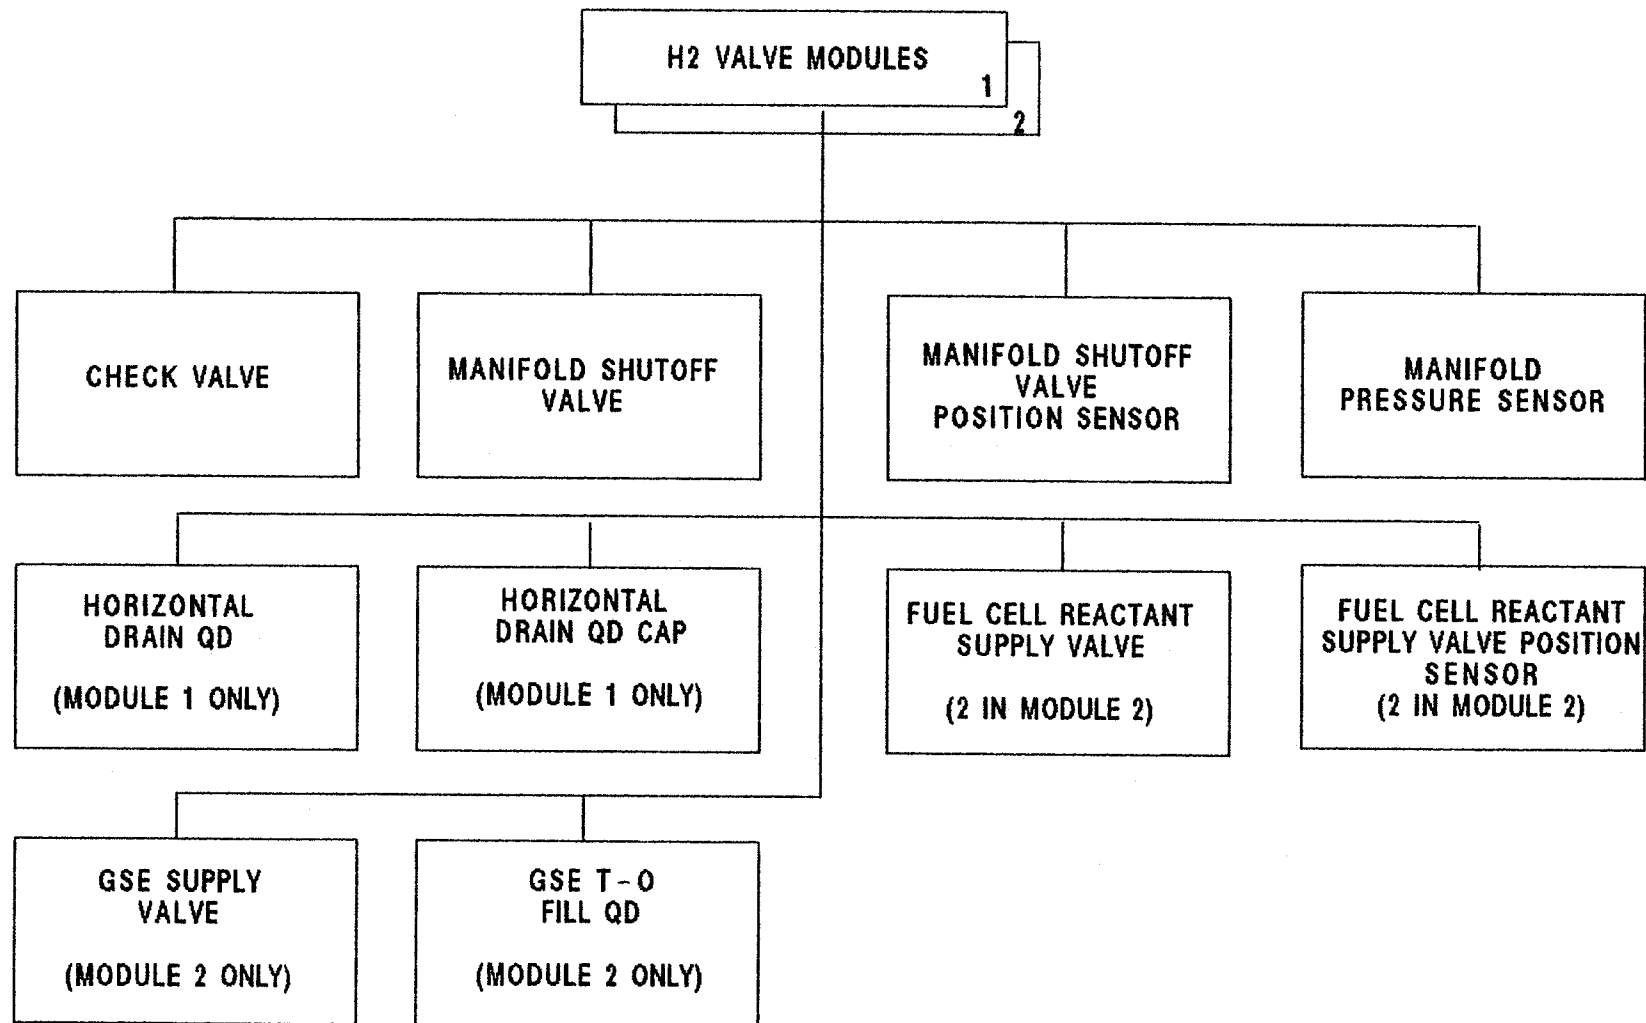 H2 VALVE MODULES
1
2
CHECK VALVE
MANIFOLD SHUTOFF
VALVE
MANIFOLD SHUTOFF
VALVE
POSITION SENSOR
MANIFOLD
PRESSURE SENSOR
HORIZONTAL
DRAIN QD
(MODULE 1 ONLY)
HORIZONTAL
DRAIN QD CAP
(MODULE 1 ONLY)
FUEL CELL REACTANT
SUPPLY VALVE
(2 IN MODULE 2)
FUEL CELL REACTANT
SUPPLY VALVE POSITION
SENSOR
(2 IN MODULE 2)
GSE SUPPLY
VALVE
(MODULE 2 ONLY)
GSE T-O
FILL QD
(MODULE 2 ONLY)